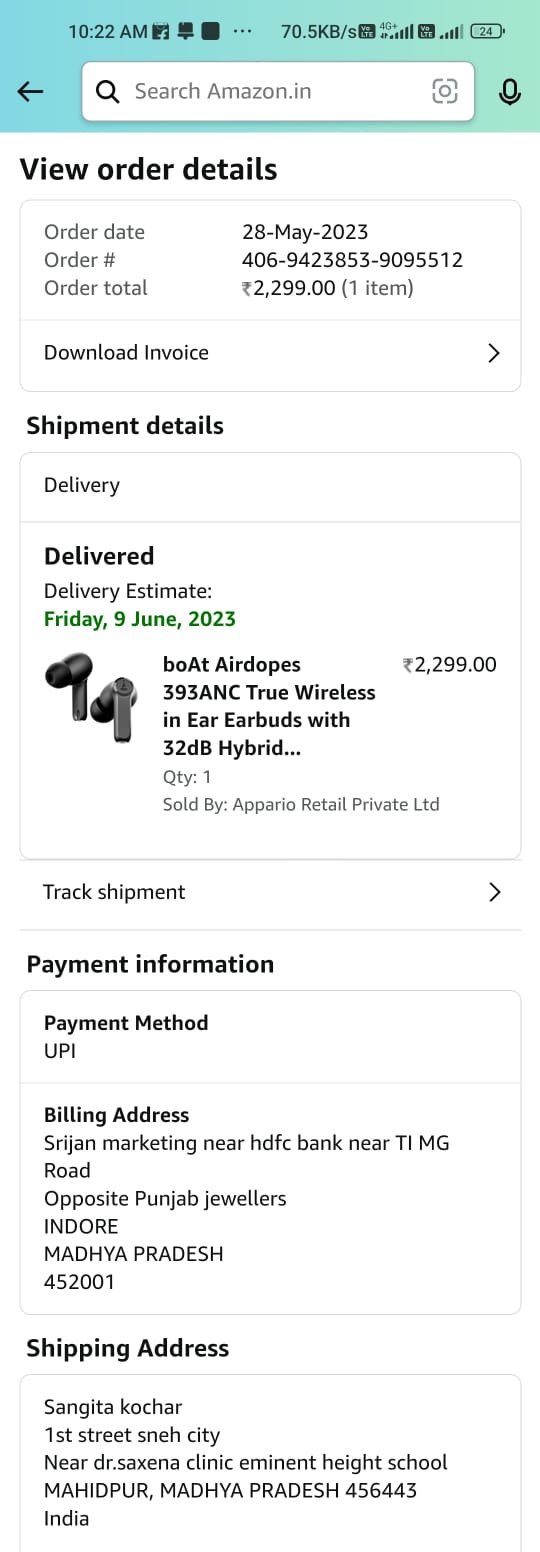 10:22 AM ... 70.5KB/s Vo LTE 4G+ Vo LTE 24
Search Amazon.in
View order details
Order date 28-May-2023
Order # 406-9423853-9095512
Order total ₹2,299.00 (1 item)
Download Invoice
Shipment details
Delivery
Delivered
Delivery Estimate:
Friday, 9 June, 2023
boAt Airdopes ₹2,299.00
393ANC True Wireless
in Ear Earbuds with
32dB Hybrid...
Qty: 1
Sold By: Appario Retail Private Ltd
Track shipment
Payment information
Payment Method
UPI
Billing Address
Srijan marketing near hdfc bank near TI MG
Road
Opposite Punjab jewellers
INDORE
MADHYA PRADESH
452001
Shipping Address
Sangita kochar
1st street sneh city
Near dr.saxena clinic eminent height school
MAHIDPUR, MADHYA PRADESH 456443
India